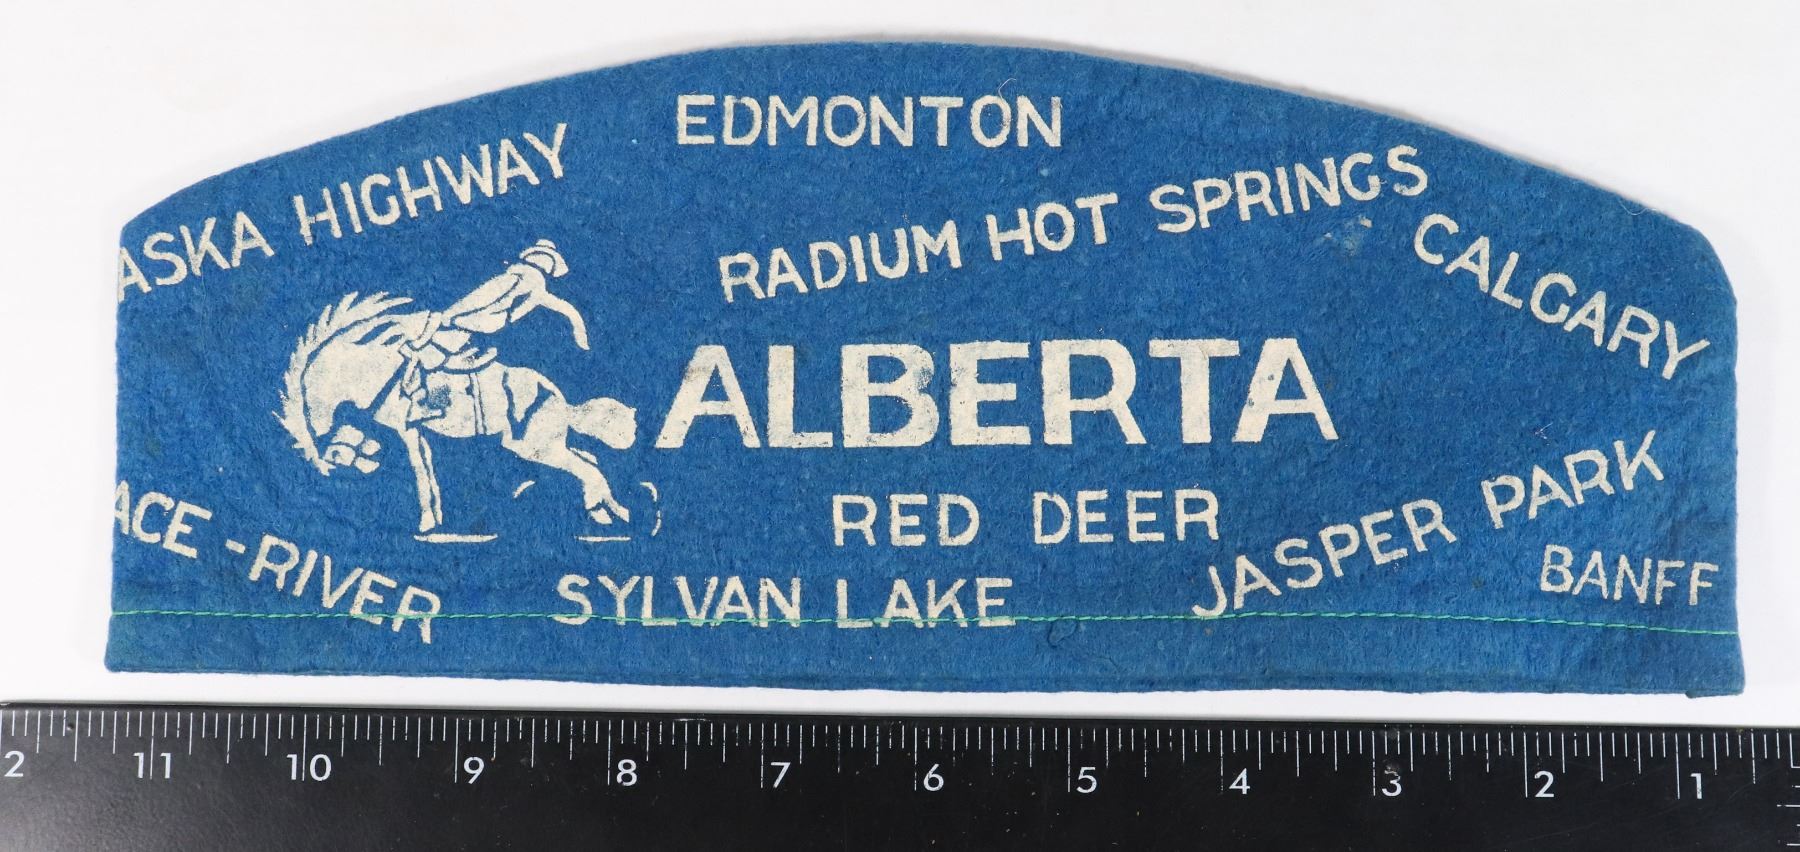 EDMONTON
ASKA HIGHWAY
RADIUM HOT SPRINGS
CALGARY
ALBERTA
RED DEER
JASPER PARK
ACE-RIVER
SYLVAN LAKE
BANFF
2 11 10 9 8 7 6 5 4 3 2 1